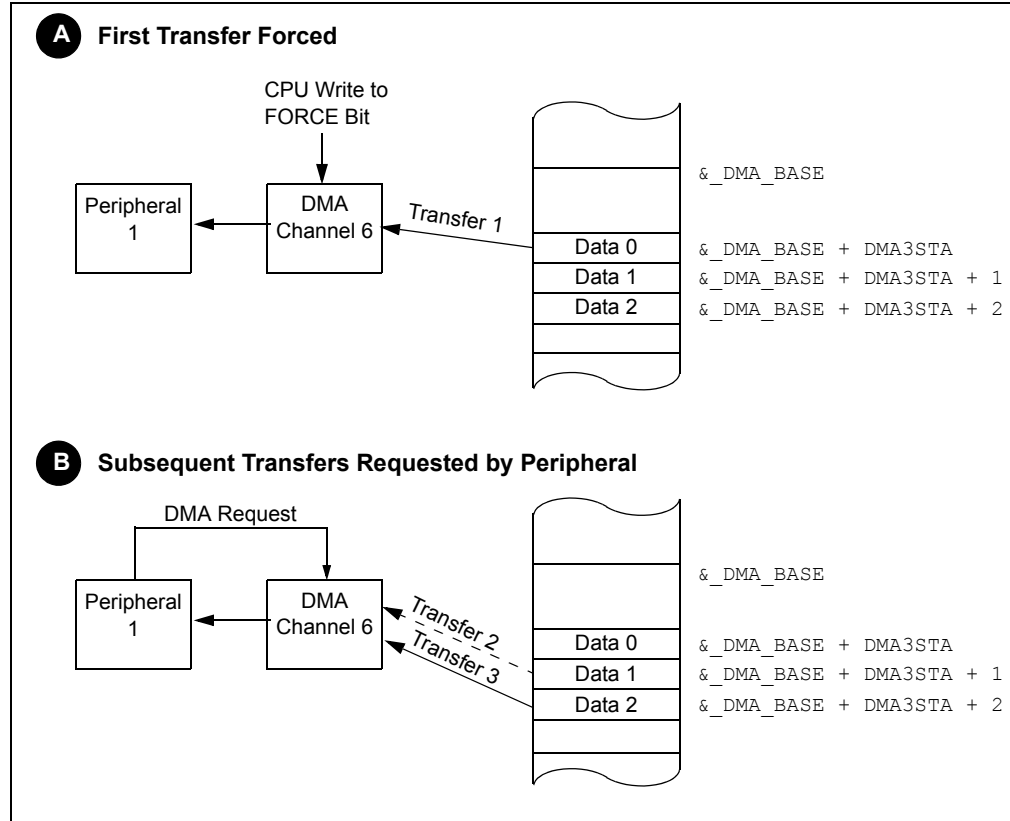 A First Transfer Forced
CPU Write to
FORCE Bit
&_DMA_BASE
Peripheral
1
DMA
Channel 6
Transfer 1
Data 0
&_DMA_BASE + DMA3STA
Data 1
&_DMA_BASE + DMA3STA + 1
Data 2
&_DMA_BASE + DMA3STA + 2
B Subsequent Transfers Requested by Peripheral
DMA Request
&_DMA_BASE
Peripheral
1
DMA
Channel 6
Transfer 2
Transfer 3
Data 0
&_DMA_BASE + DMA3STA
Data 1
&_DMA_BASE + DMA3STA + 1
Data 2
&_DMA_BASE + DMA3STA + 2